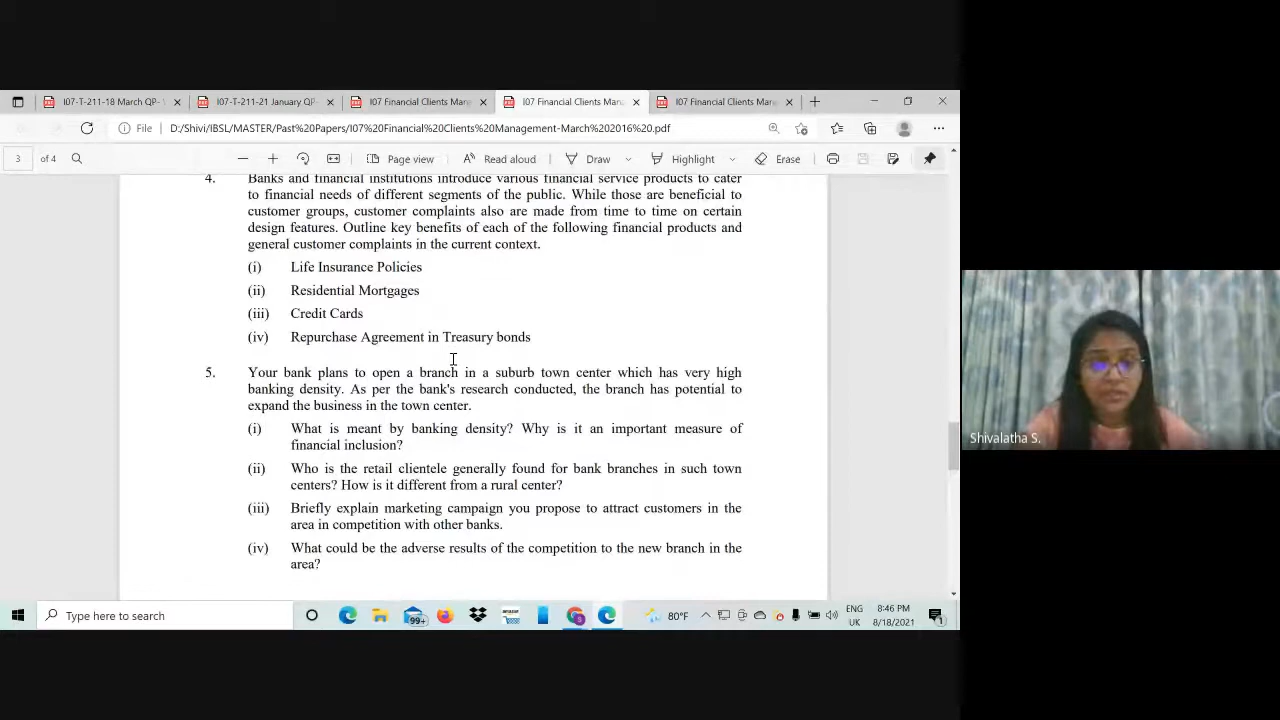 I07-T-211-18 March QP-
I07-T-211-21 January QP-
I07 Financial Clients Mana
I07 Financial Clients Mana
I07 Financial Clients Mana
File D:/Shivi/IBSL/MASTER/Past%20Papers/I07%20Financial%20Clients%20Management-March%202016%20.pdf
3 of 4 Page view Read aloud Draw Highlight Erase
4. Banks and financial institutions introduce various financial service products to cater
to financial needs of different segments of the public. While those are beneficial to
customer groups, customer complaints also are made from time to time on certain
design features. Outline key benefits of each of the following financial products and
general customer complaints in the current context.
(i) Life Insurance Policies
(ii) Residential Mortgages
(iii) Credit Cards
(iv) Repurchase Agreement in Treasury bonds
5. Your bank plans to open a branch in a suburb town center which has very high
banking density. As per the bank's research conducted, the branch has potential to
expand the business in the town center.
(i) What is meant by banking density? Why is it an important measure of
financial inclusion?
(ii) Who is the retail clientele generally found for bank branches in such town
centers? How is it different from a rural center?
(iii) Briefly explain marketing campaign you propose to attract customers in the
area in competition with other banks.
(iv) What could be the adverse results of the competition to the new branch in the
area?
Shivalatha S.
Type here to search
99+
80°F
ENG
UK
8:46 PM
8/18/2021
1